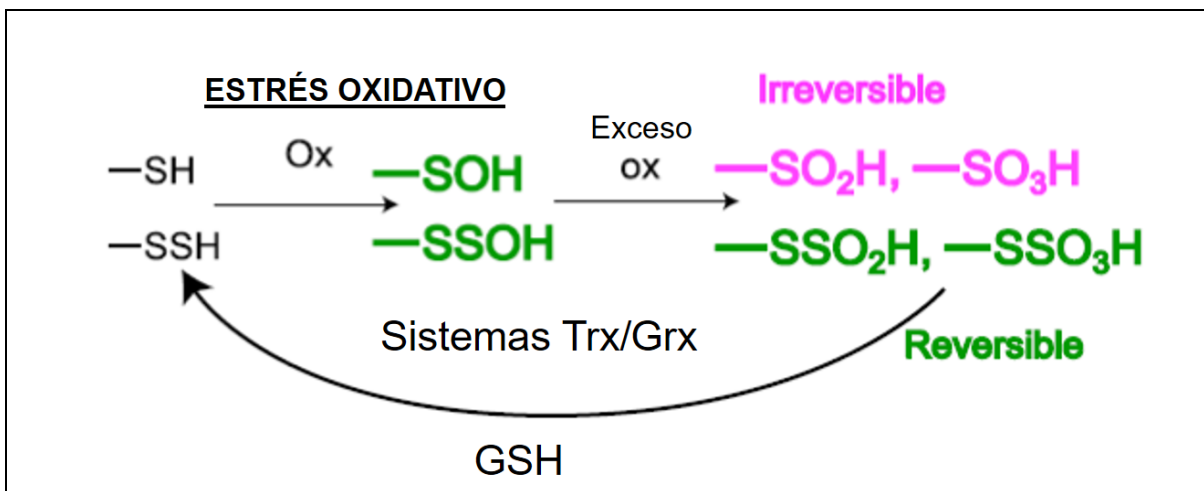 ESTRÉS OXIDATIVO
Irreversible
Exceso
—SH
Ox
—SOH
ox
—SO₂H, —SO₃H
—SSH
—SSOH
—SSO₂H, —SSO₃H
Sistemas Trx/Grx
Reversible
GSH